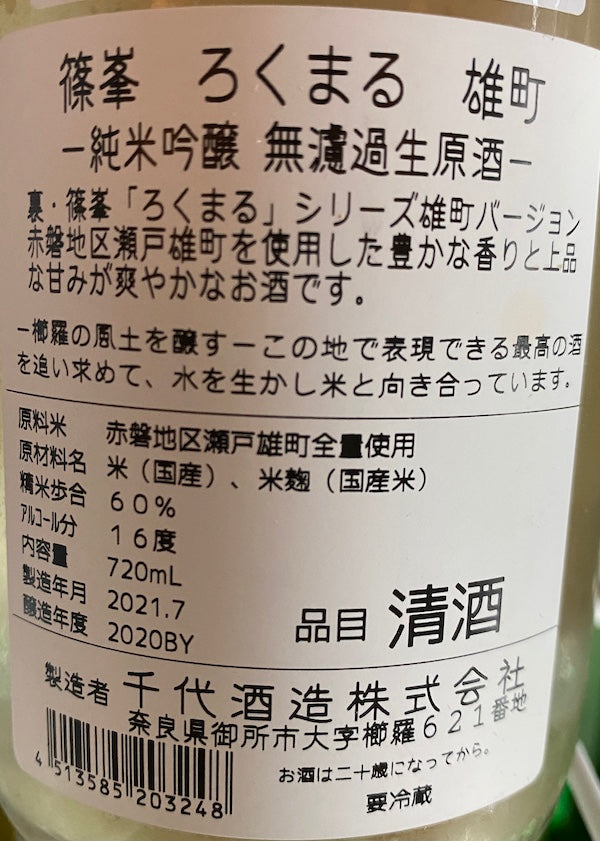 篠峯 ろくまる 雄町
－純米吟醸 無濾過生原酒－
裏・篠峯「ろくまる」シリーズ雄町バージョン
赤磐地区瀬戸雄町を使用した豊かな香りと上品
な甘みが爽やかなお酒です。
－櫛羅の風土を醸す－この地で表現できる最高の酒
を追い求めて、水を生かし米と向き合っています。
原料米 赤磐地区瀬戸雄町全量使用
原材料名 米（国産）、米麹（国産米）
精米歩合 ６０％
アルコール分 １６度
内容量 720mL
製造年月 2021.7
醸造年度 2020BY
品目 清酒
製造者 千代酒造株式会社
奈良県御所市大字櫛羅６２１番地
4 513585 203248
お酒は二十歳になってから。
要冷蔵